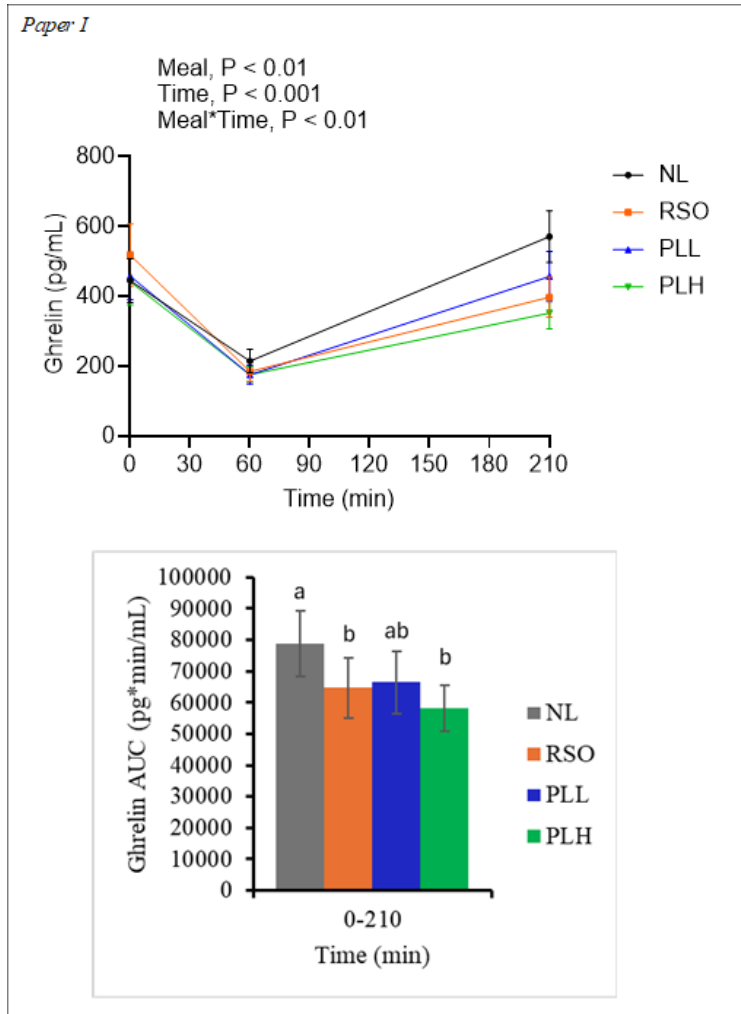 Paper I
Meal, P < 0.01
Time, P < 0.001
Meal*Time, P < 0.01
800
600
400
200
0
Ghrelin (pg/mL)
0 30 60 90 120 150 180 210
Time (min)
NL
RSO
PLL
PLH
100000
90000
80000
70000
60000
50000
40000
30000
20000
10000
0
Ghrelin AUC (pg*min/mL)
a
b
ab
b
0-210
Time (min)
NL
RSO
PLL
PLH